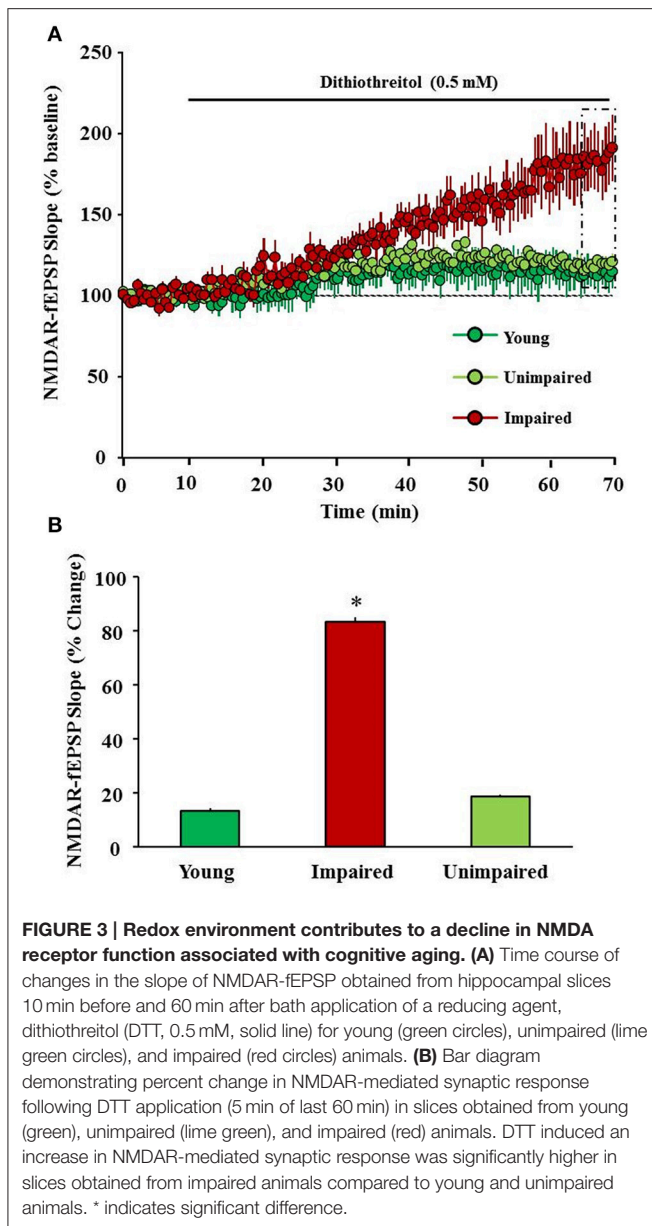 A
250
200
150
100
50
0
NMDAR-fEPSP Slope (% baseline)
Dithiothreitol (0.5 mM)
Young
Unimpaired
Impaired
0 10 20 30 40 50 60 70
Time (min)
B
100
80
60
40
20
0
NMDAR-fEPSP Slope (% Change)
*
Young Impaired Unimpaired
FIGURE 3 | Redox environment contributes to a decline in NMDA
receptor function associated with cognitive aging. (A) Time course of
changes in the slope of NMDAR-fEPSP obtained from hippocampal slices
10 min before and 60 min after bath application of a reducing agent,
dithiothreitol (DTT, 0.5 mM, solid line) for young (green circles), unimpaired (lime
green circles), and impaired (red circles) animals. (B) Bar diagram
demonstrating percent change in NMDAR-mediated synaptic response
following DTT application (5 min of last 60 min) in slices obtained from young
(green), unimpaired (lime green), and impaired (red) animals. DTT induced an
increase in NMDAR-mediated synaptic response was significantly higher in
slices obtained from impaired animals compared to young and unimpaired
animals. * indicates significant difference.